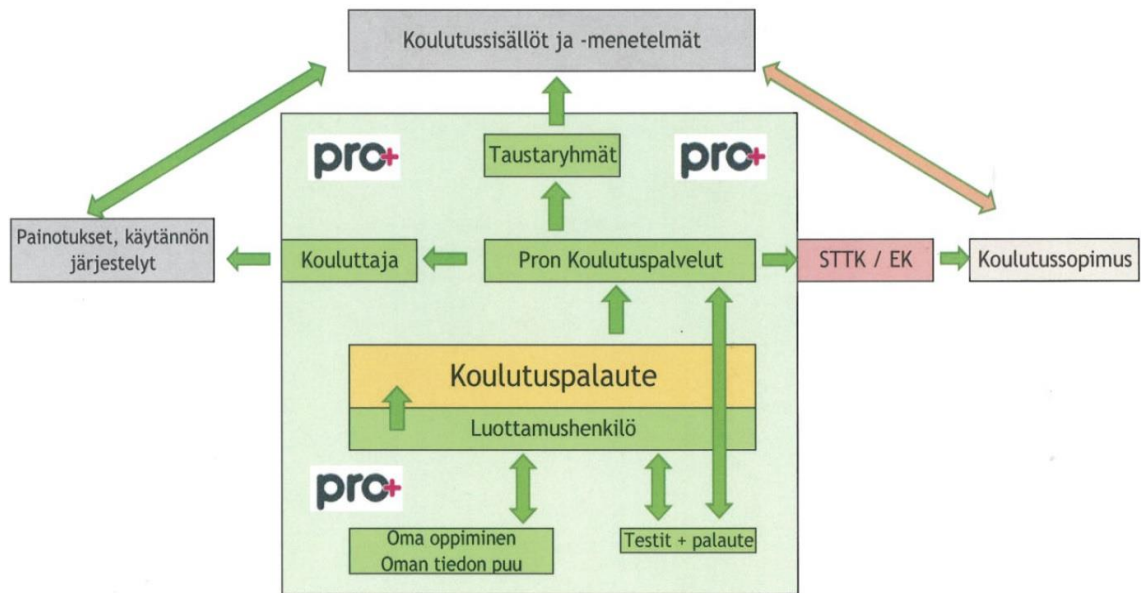 Koulutussisällöt ja -menetelmät
pro+
Taustaryhmät
pro+
Painotukset, käytännön
järjestelyt
Kouluttaja
Pron Koulutuspalvelut
STTK / EK
Koulutussopimus
Koulutuspalaute
Luottamushenkilö
pro+
Oma oppiminen
Oman tiedon puu
Testit + palaute